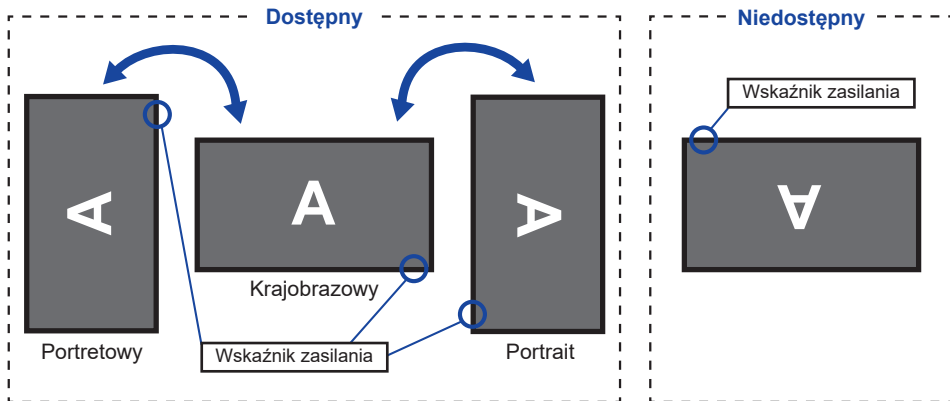 Dostępny
A
A
A
Portretowy
Krajobrazowy
Portrait
Wskaźnik zasilania
Niedostępny
Wskaźnik zasilania
A